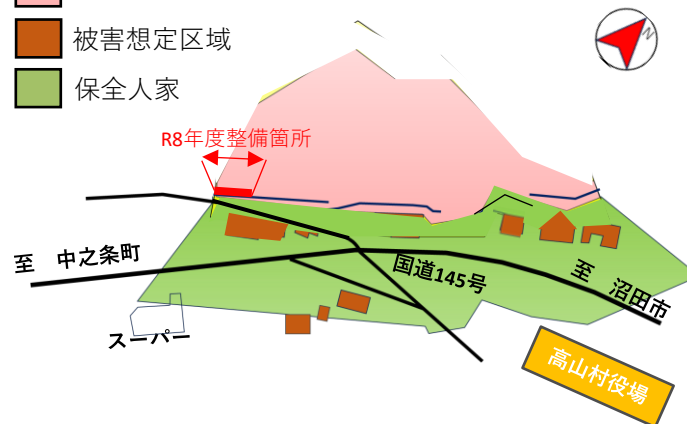 被害想定区域
保全人家
N
R8年度整備箇所
至 中之条町
国道145号
至 沼田市
スーパー
高山村役場